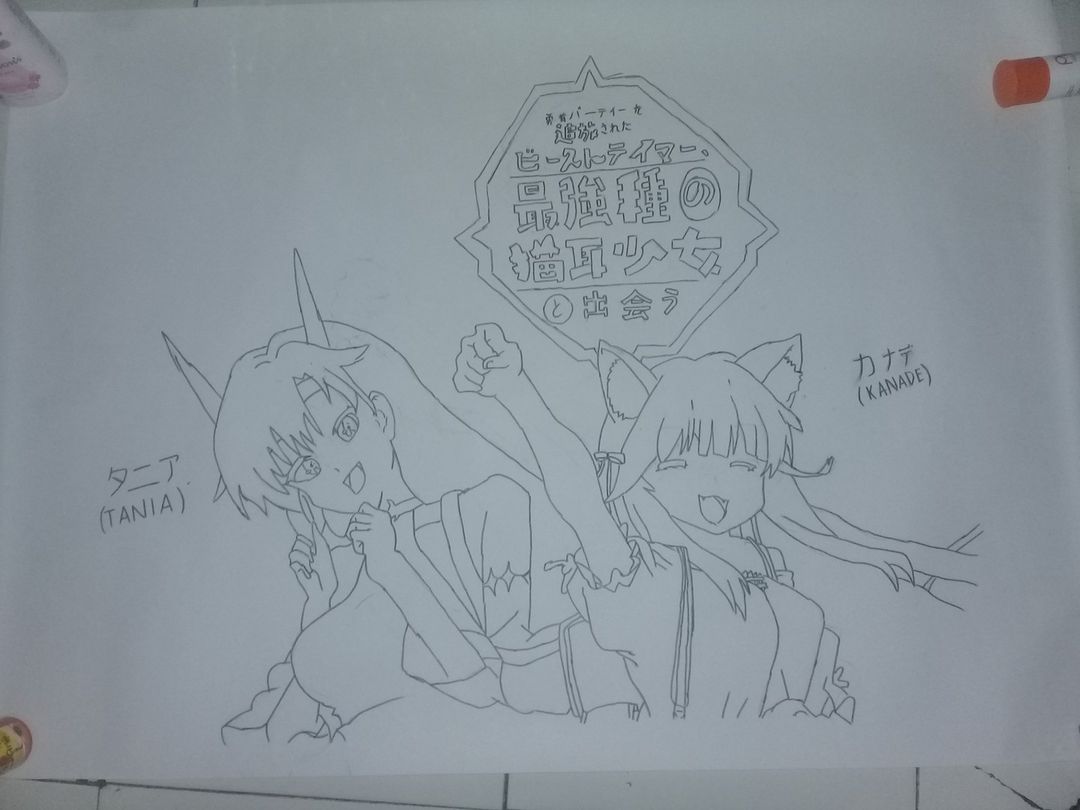 勇者パーティーを
追放された
ビーストテイマー、
最強種の
猫耳少女
と出会う
カナデ
(KANADE)
タニア
(TANIA)